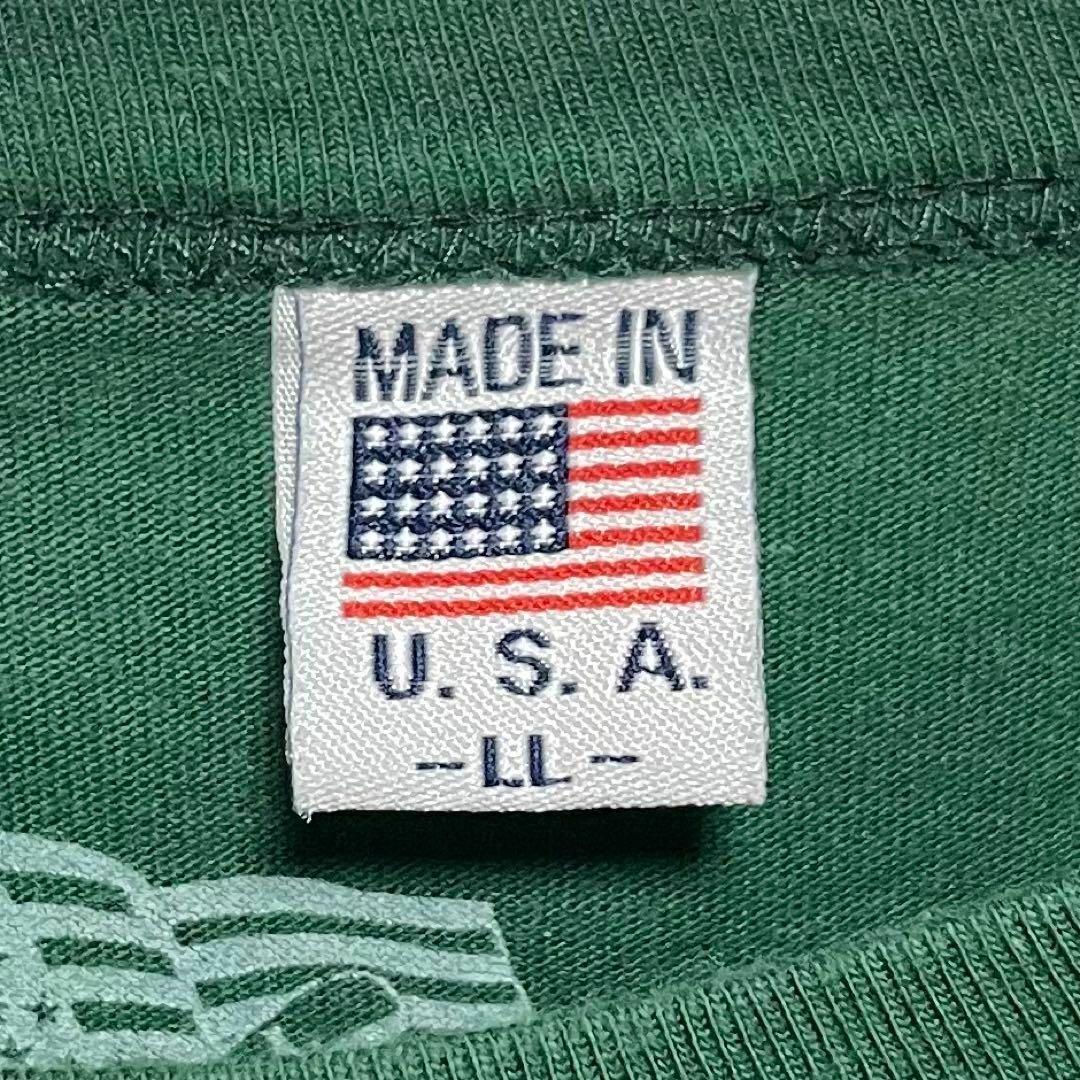 MADE IN
U. S. A.
-LL-